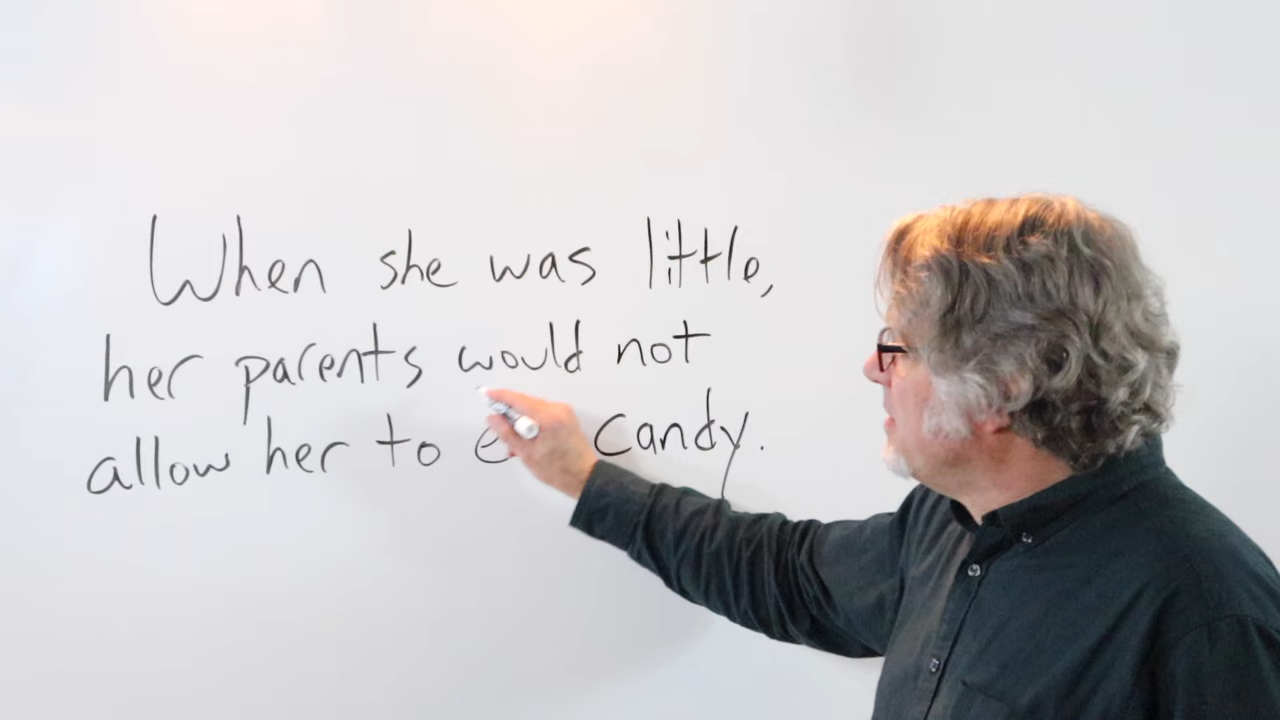 When she was little,
her parents would not
allow her to candy.